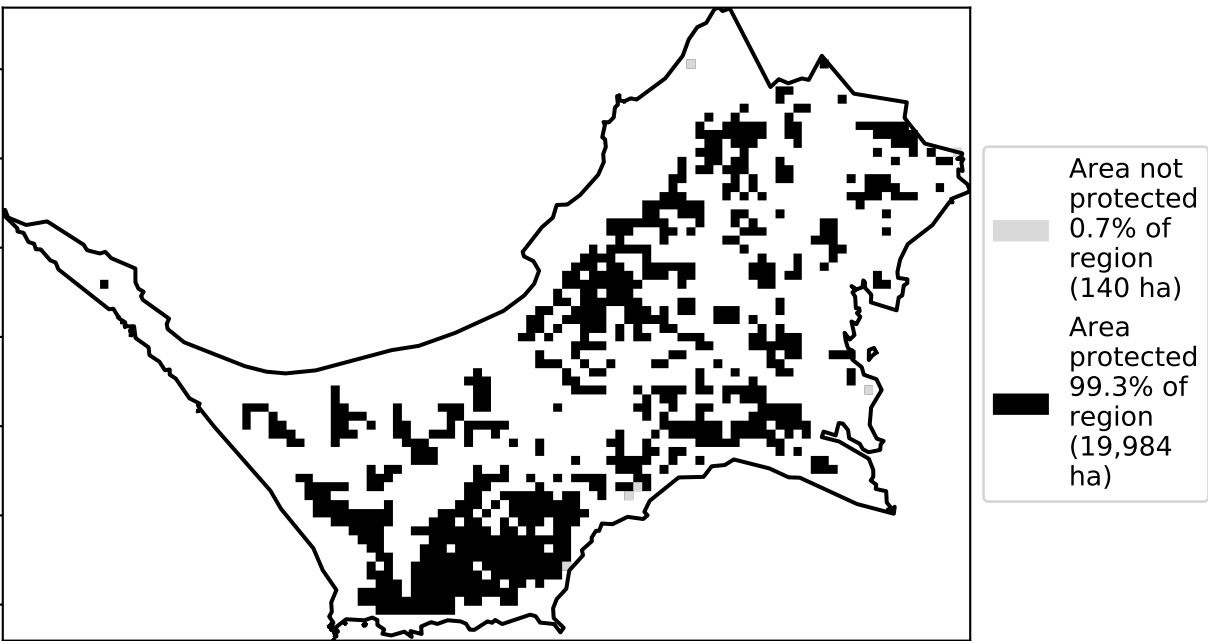 Area not
protected
0.7% of
region
(140 ha)
Area
protected
99.3% of
region
(19,984
ha)